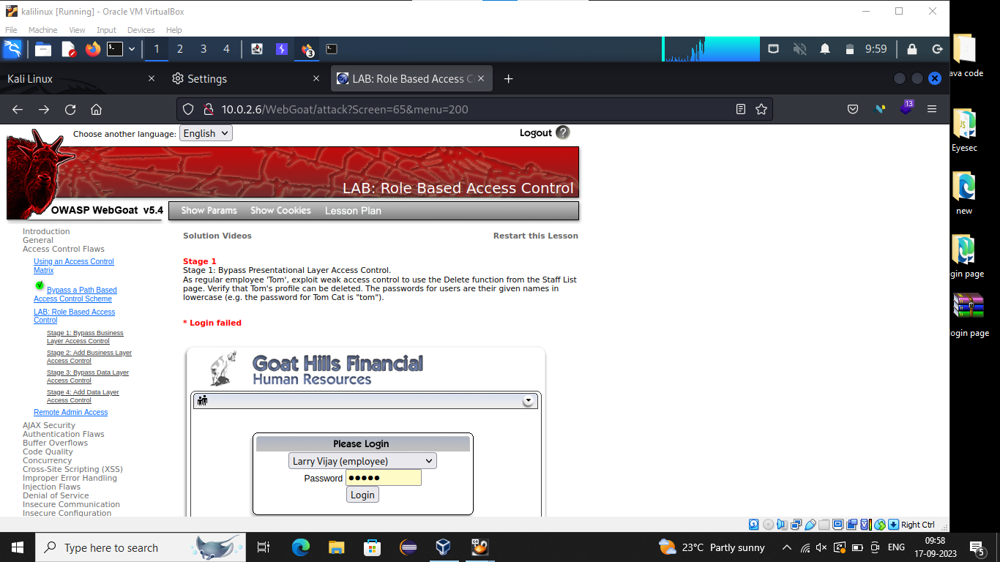 kalilinux [Running] - Oracle VM VirtualBox
File Machine View Input Devices Help
1 2 3 4
3
9:59
Kali Linux
Settings
LAB: Role Based Access C
10.0.2.6/WebGoat/attack?Screen=65&menu=200
13
Choose another language: English
Logout ?
LAB: Role Based Access Control
OWASP WebGoat v5.4
Show Params Show Cookies Lesson Plan
Introduction
General
Access Control Flaws
Using an Access Control
Matrix
Bypass a Path Based
Access Control Scheme
LAB: Role Based Access
Control
Stage 1: Bypass Business
Layer Access Control
Stage 2: Add Business Layer
Access Control
Stage 3: Bypass Data Layer
Access Control
Stage 4: Add Data Layer
Access Control
Remote Admin Access
AJAX Security
Authentication Flaws
Buffer Overflows
Code Quality
Concurrency
Cross-Site Scripting (XSS)
Improper Error Handling
Injection Flaws
Denial of Service
Insecure Communication
Insecure Configuration
Solution Videos
Restart this Lesson
Stage 1
Stage 1: Bypass Presentational Layer Access Control.
As regular employee 'Tom', exploit weak access control to use the Delete function from the Staff List
page. Verify that Tom's profile can be deleted. The passwords for users are their given names in
lowercase (e.g. the password for Tom Cat is "tom").
* Login failed
Goat Hills Financial
Human Resources
Please Login
Larry Vijay (employee)
Password
Login
Right Ctrl
ava code
Eyesec
new
gin page
ogin page
Type here to search
23°C Partly sunny
ENG
09:58
17-09-2023
5